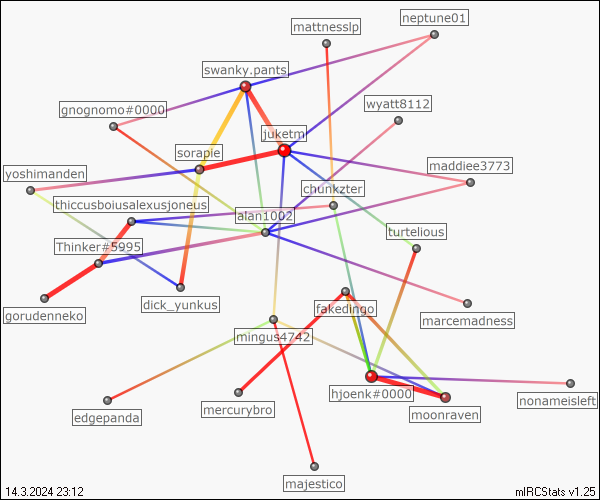 neptune01
mattnesslp
swanky.pants
wyatt8112
gnognomo#0000
juketm
sorapie
maddiee3773
yoshimanden
chunkzter
thiccusboiusalexusjoneus
alan1002
turtelious
Thinker#5995
dick_yunkus
fakedingo
gorudenneko
marcemadness
mingus4742
hjoenk#0000
nonameisleft
mercurybro
moonraven
edgepanda
majestico
14.3.2024 23:12
mIRCStats v1.25